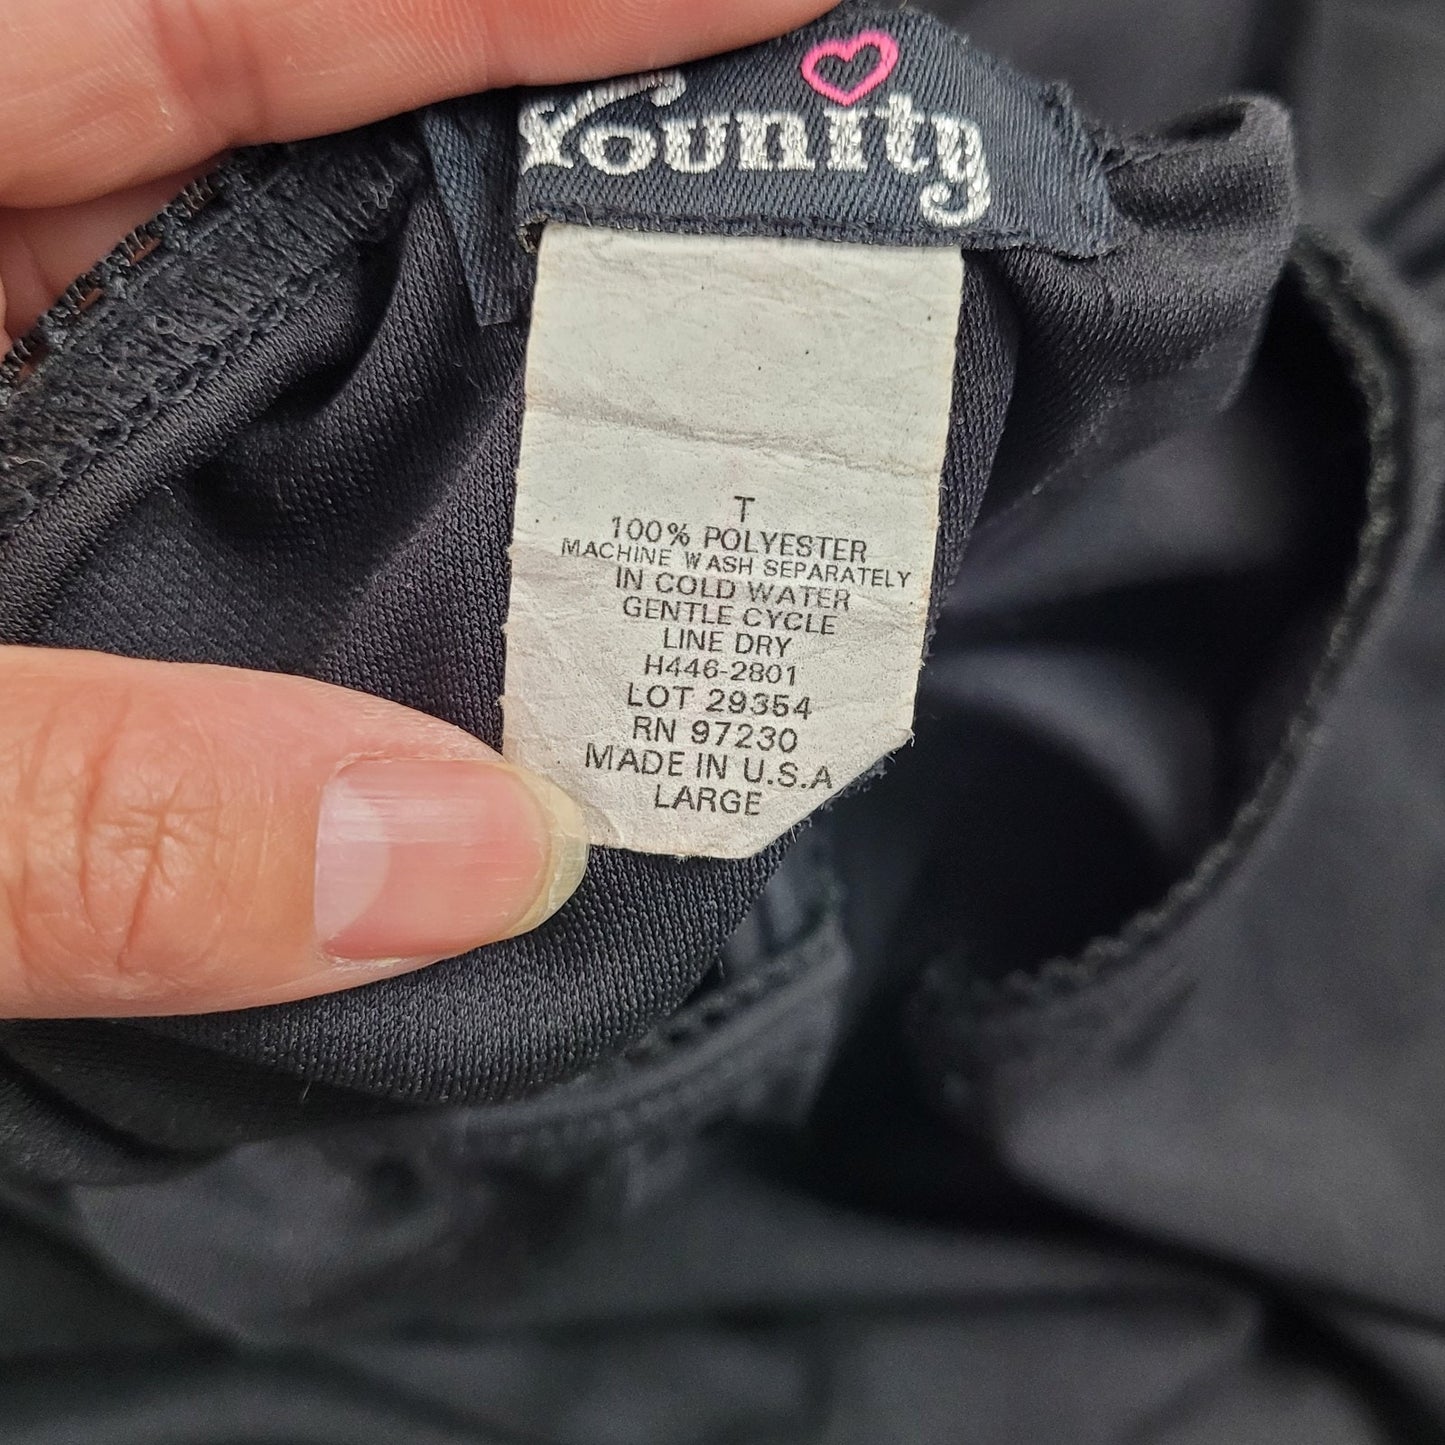 Younity
T
100% POLYESTER
MACHINE WASH SEPARATELY
IN COLD WATER
GENTLE CYCLE
LINE DRY
H446-2801
LOT 29354
RN 97230
MADE IN U.S.A
LARGE